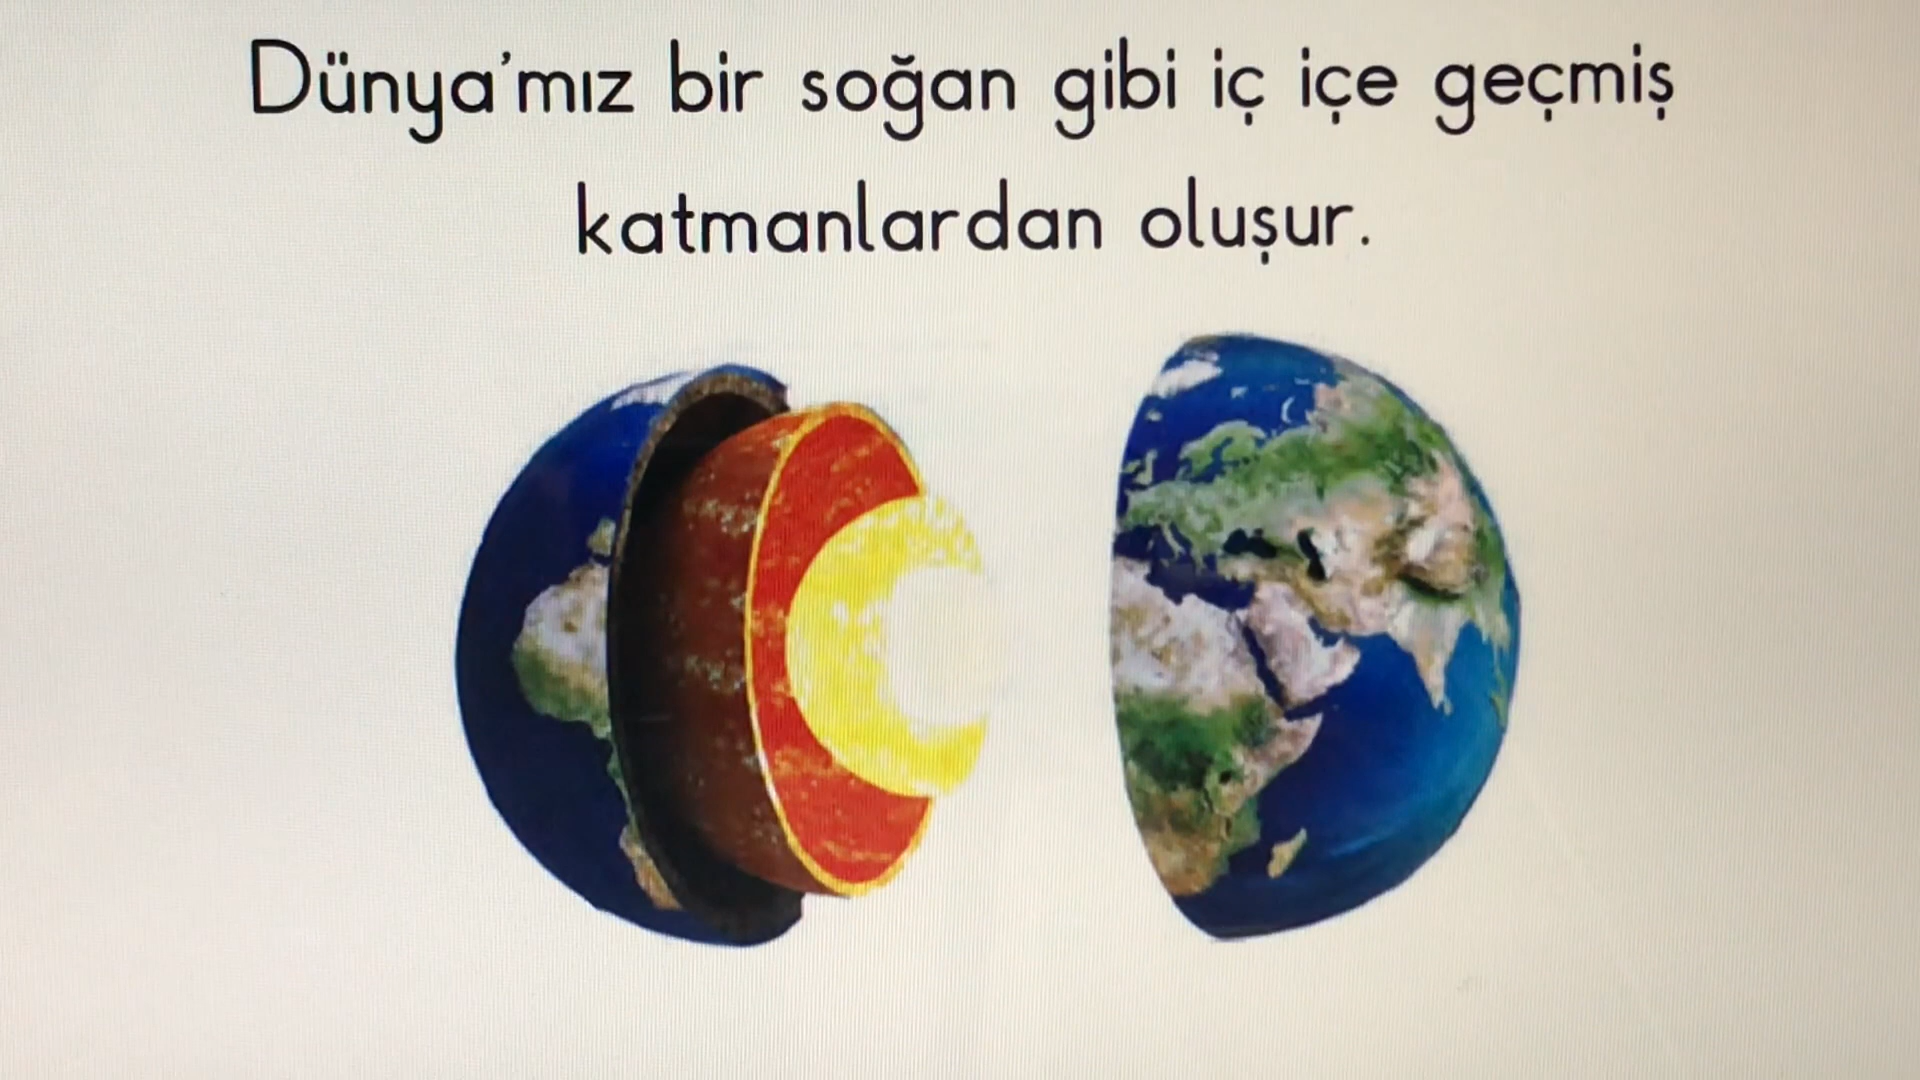 Dünya'mız bir soğan gibi iç içe geçmiş
katmanlardan oluşur.